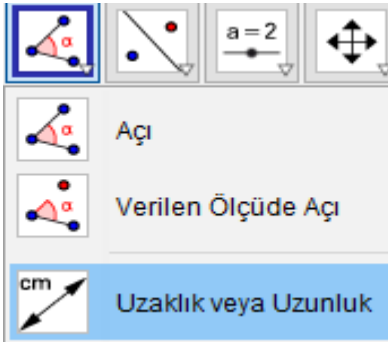 α a = 2
α Açı
α Verilen Ölçüde Açı
cm Uzaklık veya Uzunluk